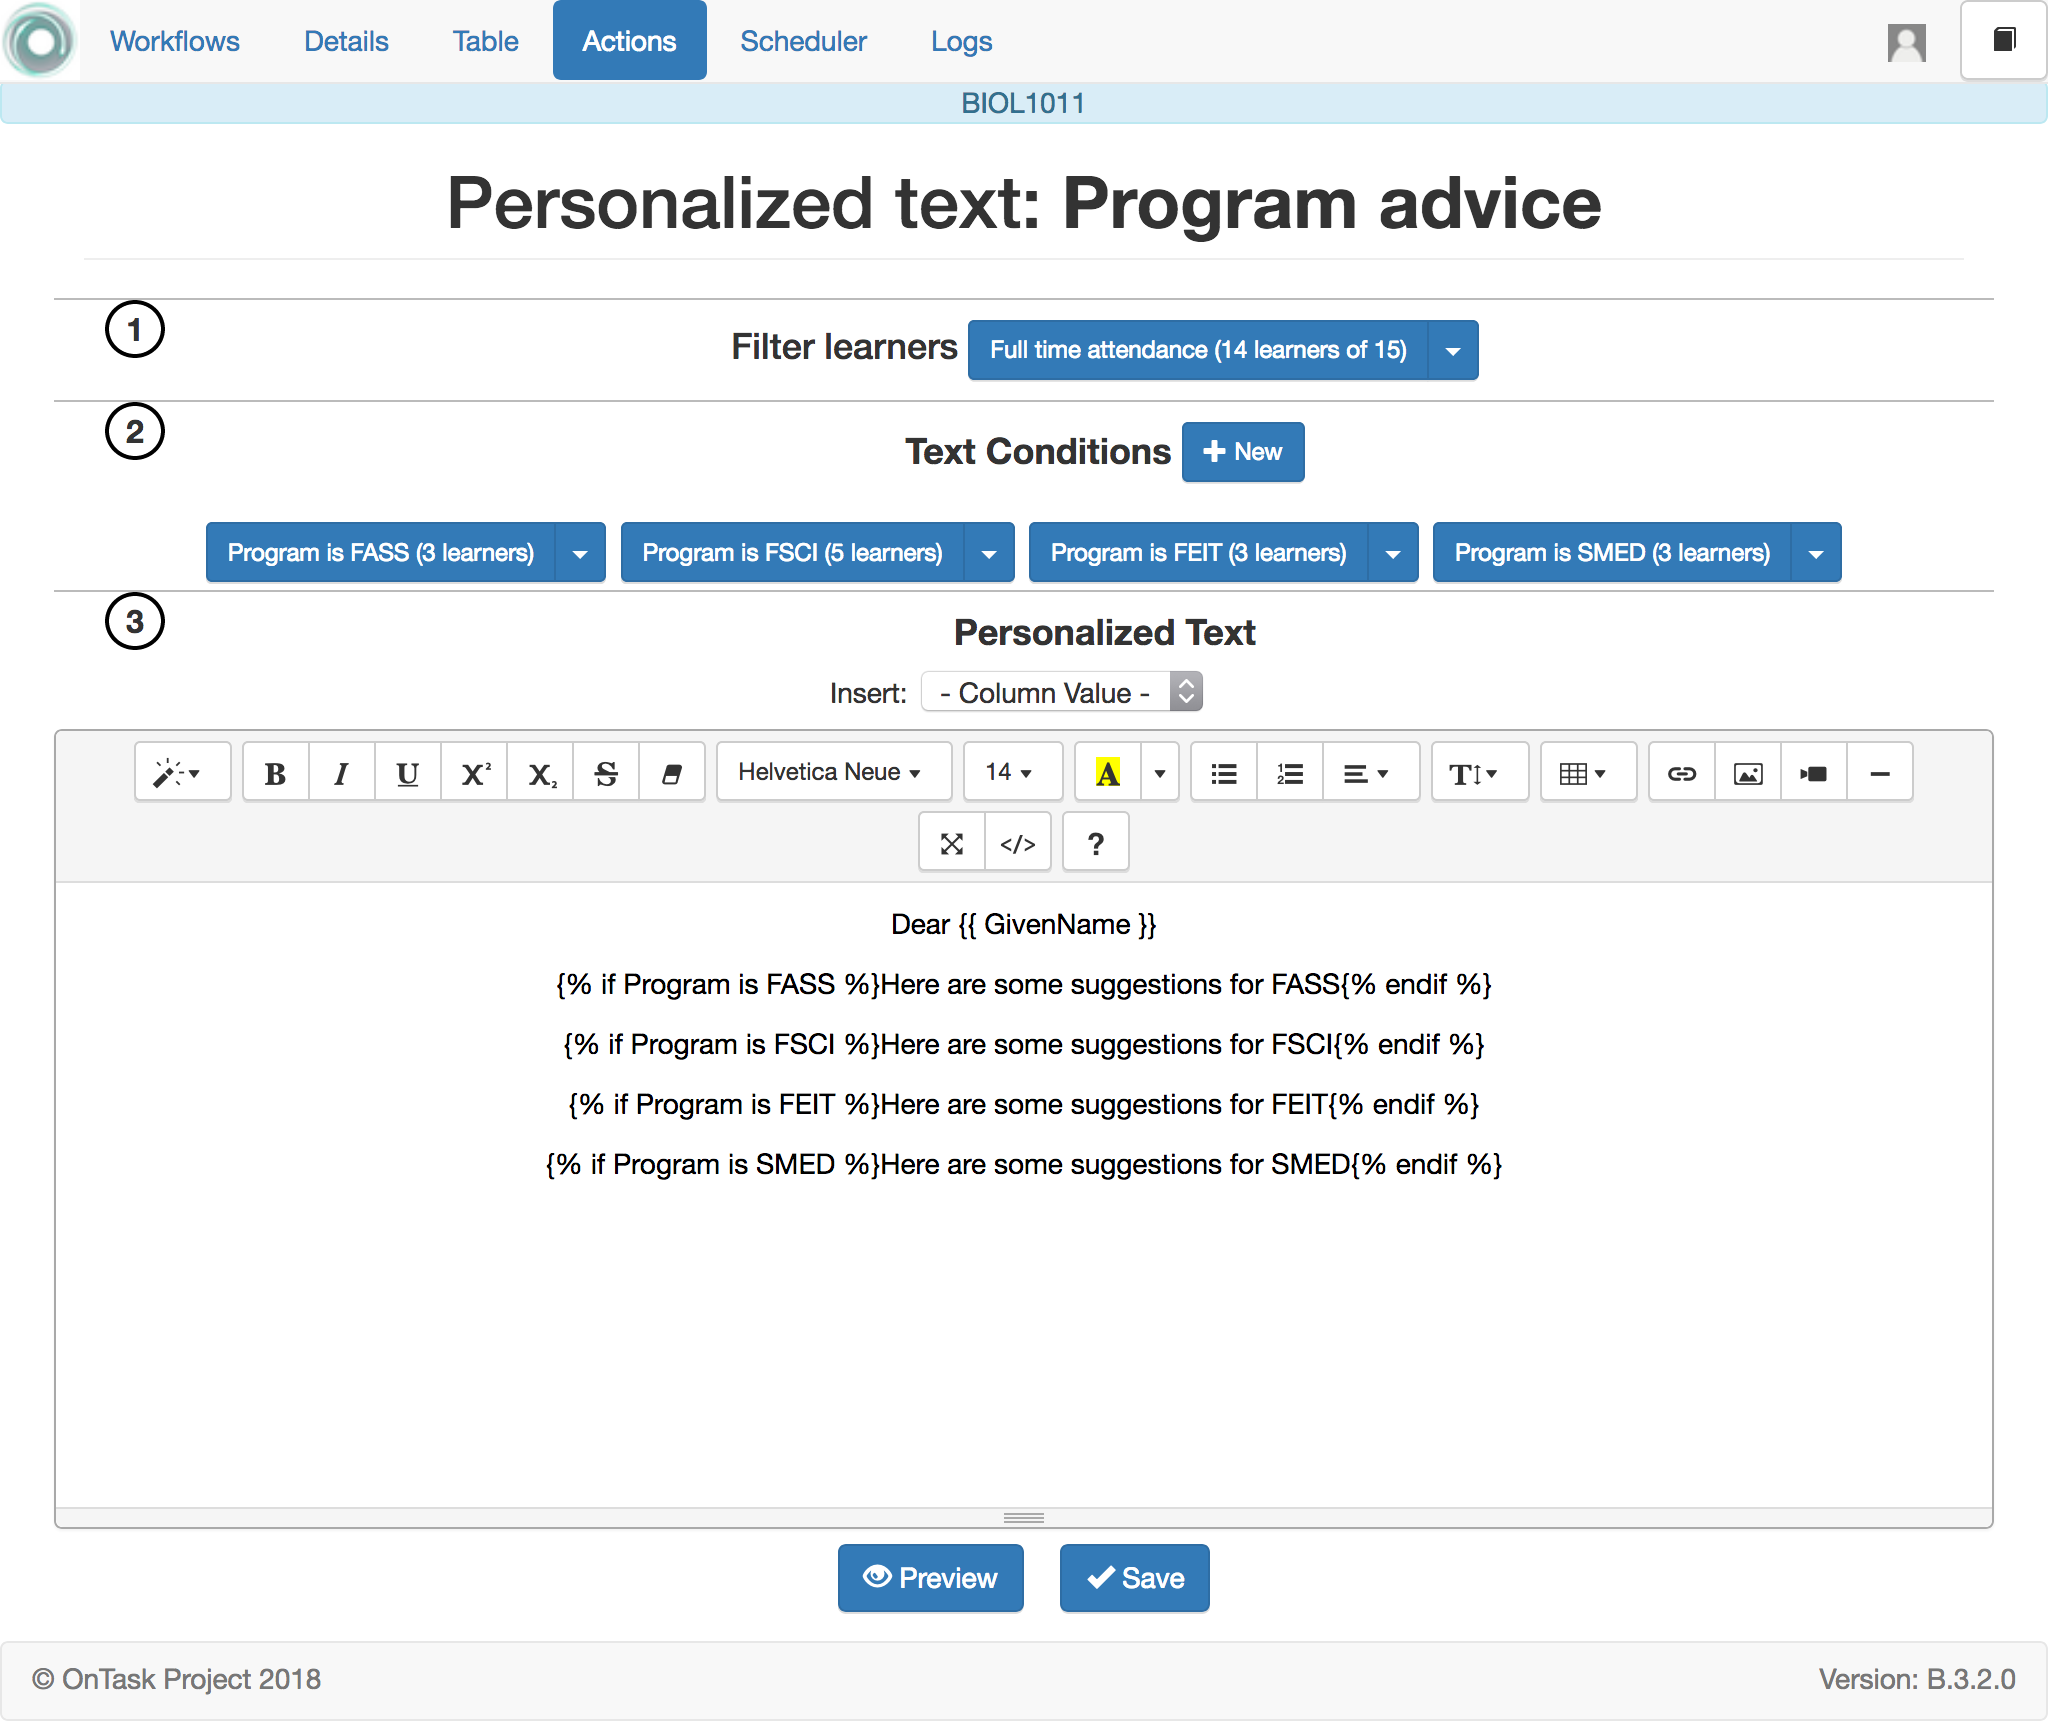 Workflows Details Table Actions Scheduler Logs
BIOL1011
Personalized text: Program advice
1
Filter learners Full time attendance (14 learners of 15)
2
Text Conditions New
Program is FASS (3 learners) Program is FSCI (5 learners) Program is FEIT (3 learners) Program is SMED (3 learners)
3
Personalized Text
Insert: - Column Value -
B I U X² X₂ S Helvetica Neue 14 A T
</> ?
Dear {{ GivenName }}
{% if Program is FASS %}Here are some suggestions for FASS{% endif %}
{% if Program is FSCI %}Here are some suggestions for FSCI{% endif %}
{% if Program is FEIT %}Here are some suggestions for FEIT{% endif %}
{% if Program is SMED %}Here are some suggestions for SMED{% endif %}
Preview Save
© OnTask Project 2018 Version: B.3.2.0